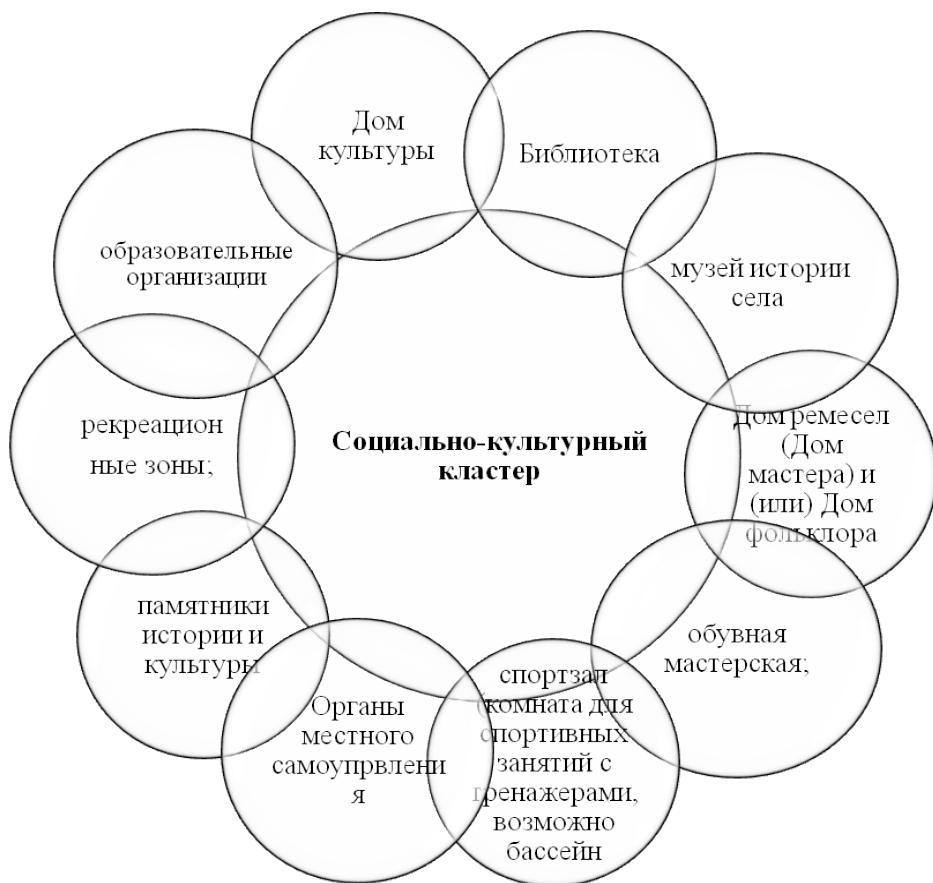 Дом
культуры
Библиотека
музей истории
села
Дом ремесел
(Дом
мастера) и
(или) Дом
фольклора
обувная
мастерская;
спортзал
(комната для
спортивных
занятий с
тренажерами,
возможно
бассейн
Органы
местного
самоупрвлени
я
памятники
истории и
культуры
рекреацион
ные зоны;
образовательные
организации
Социально-культурный
кластер